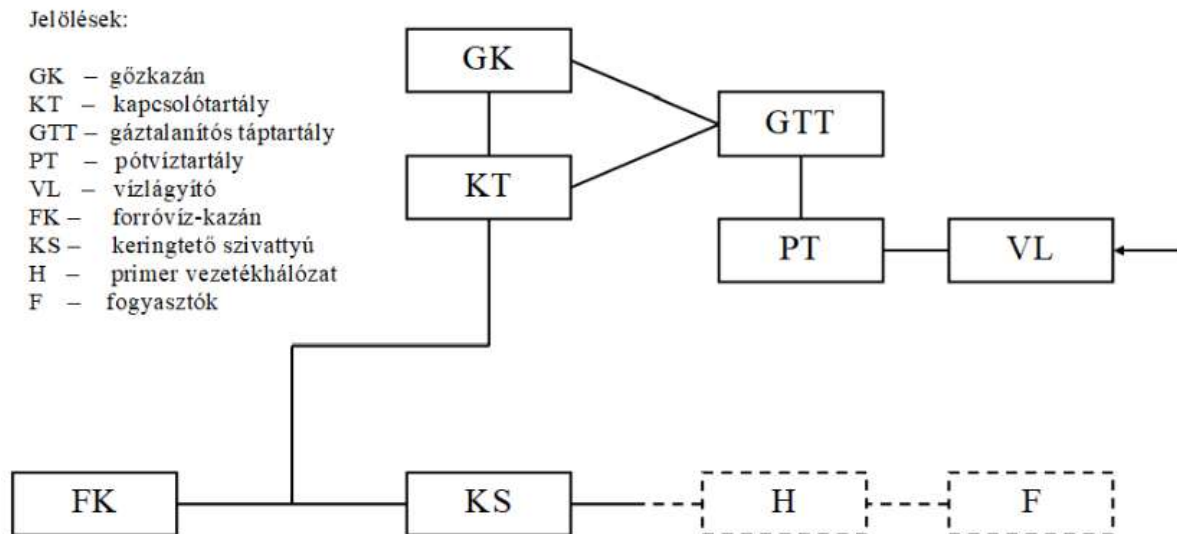 Jelölések:
GK – gőzkazán
KT – kapcsolótartály
GTT – gáztalanítós táptartály
PT – pótvíztartály
VL – vízlágyító
FK – forróvíz-kazán
KS – keringtető szivattyú
H – primer vezetékhálózat
F – fogyasztók
GK
GTT
KT
PT
VL
FK
KS
H
F